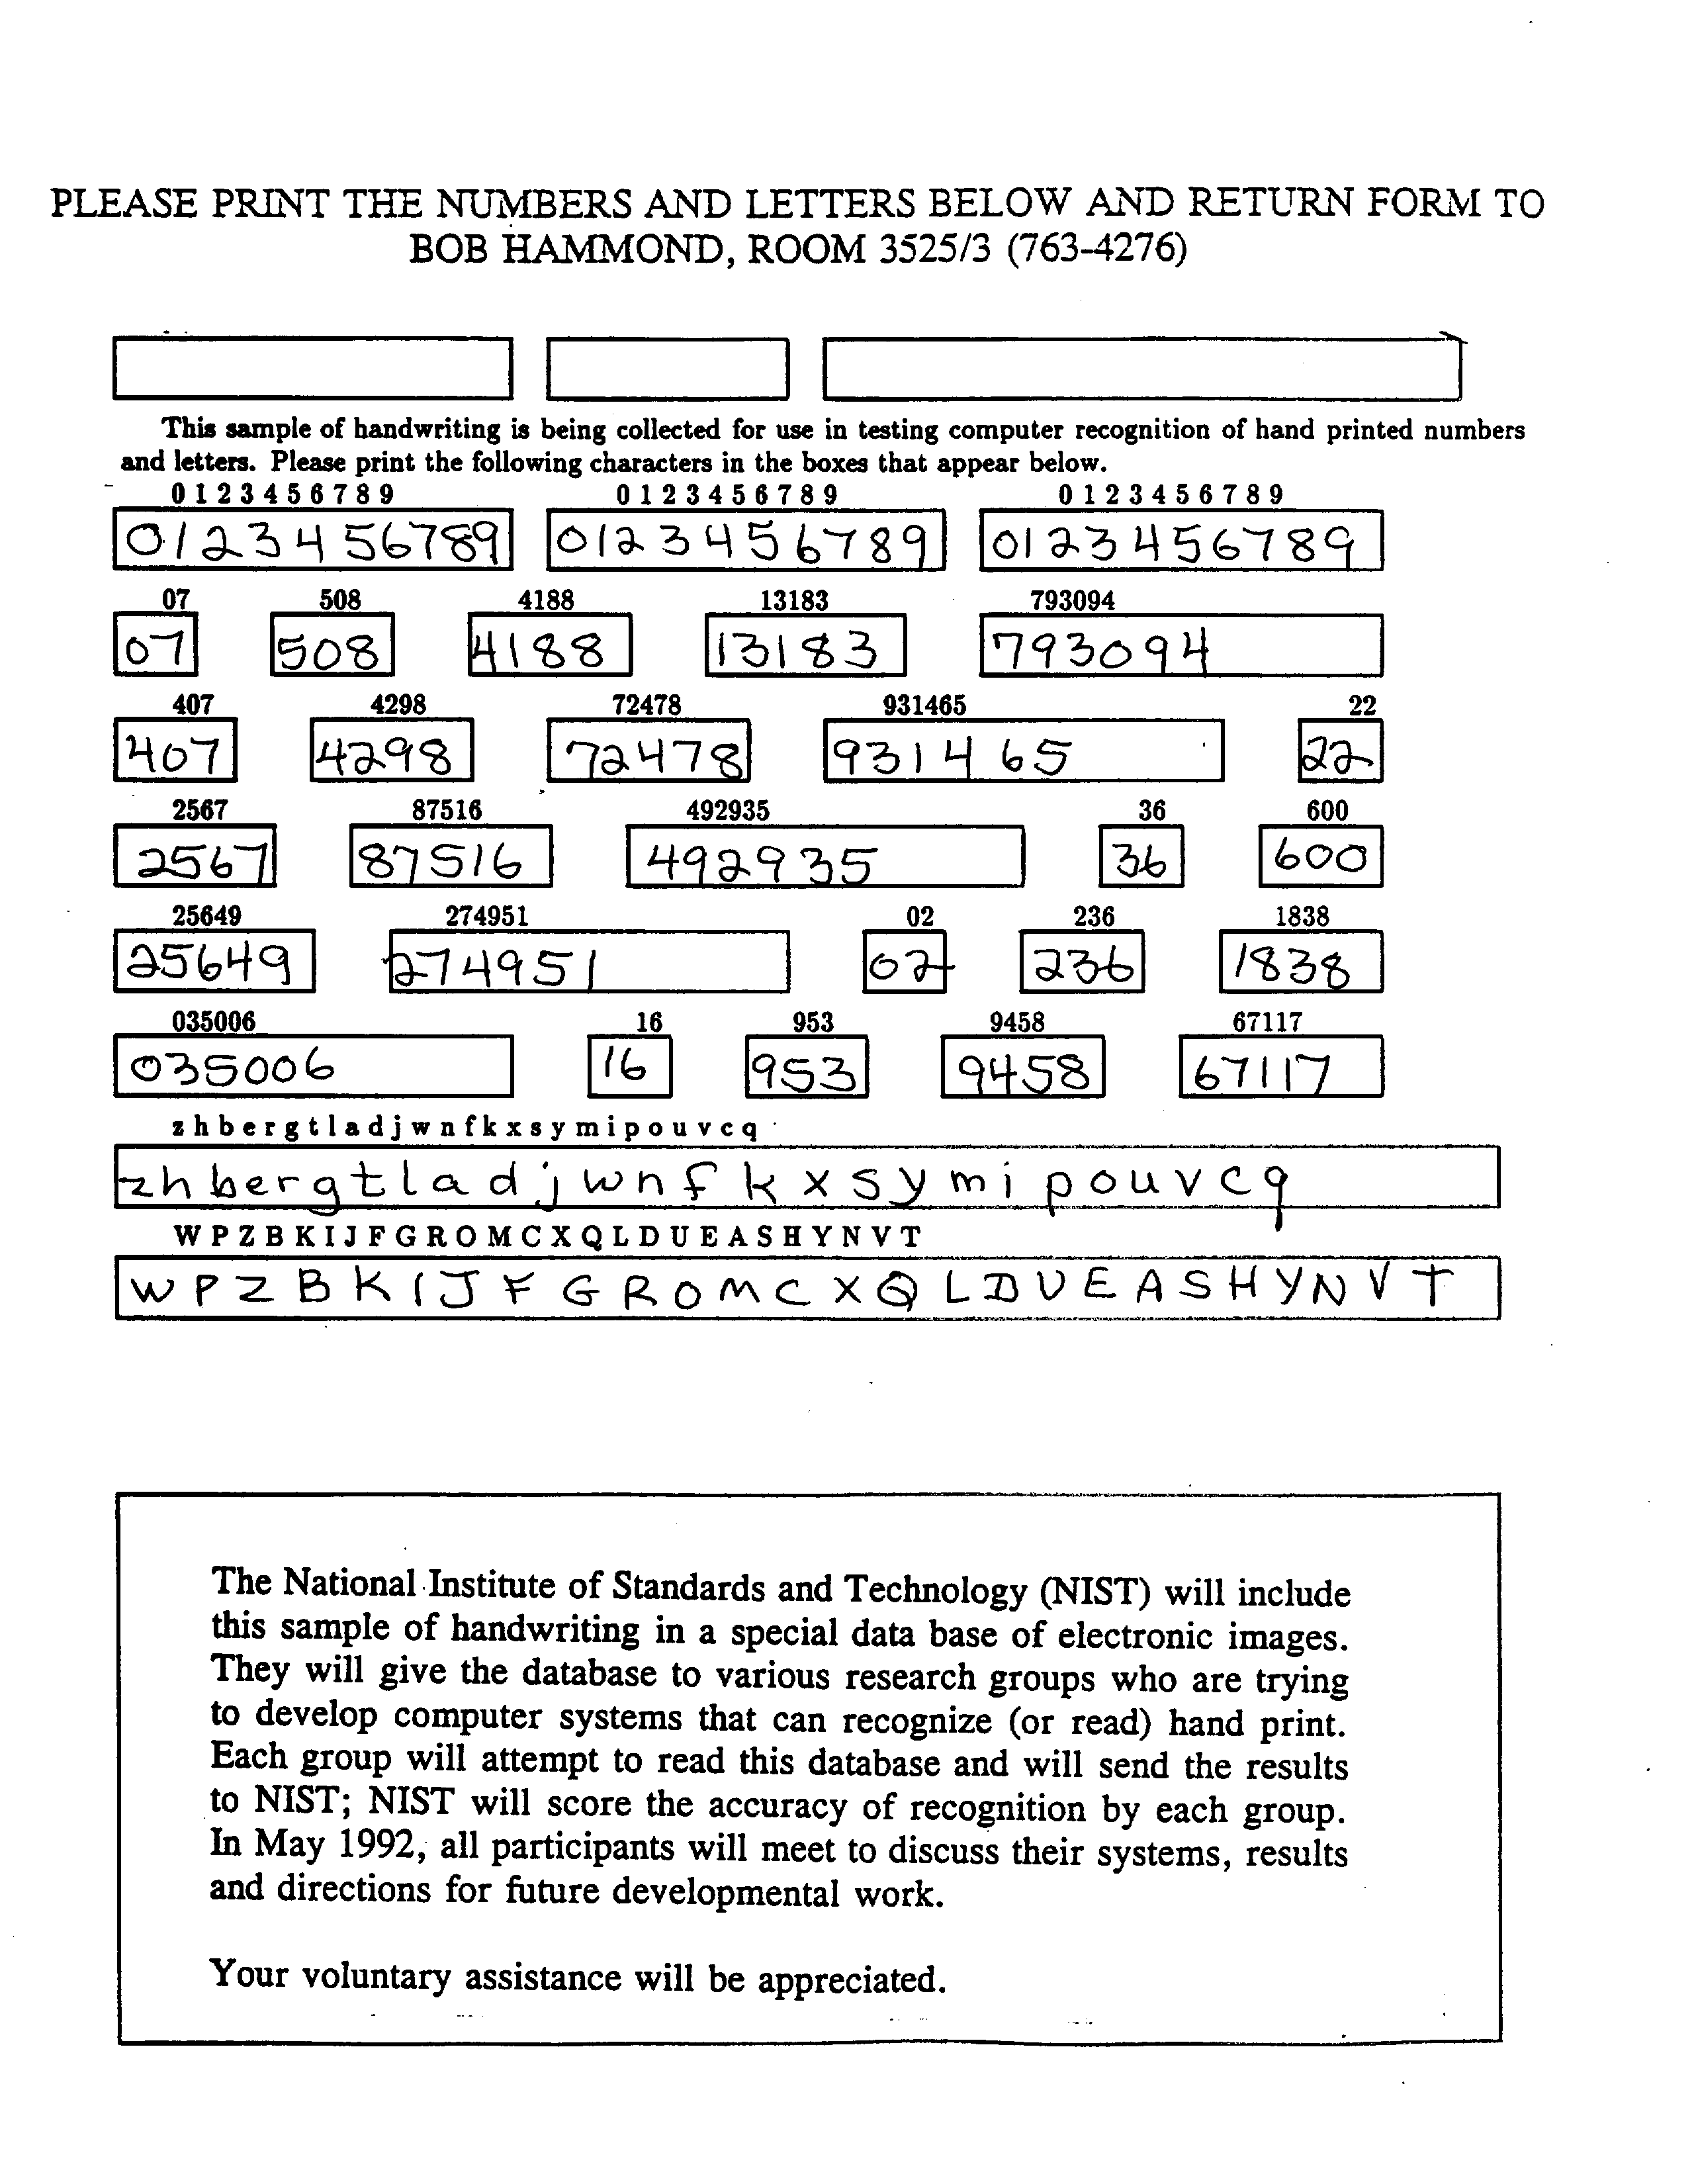 PLEASE PRINT THE NUMBERS AND LETTERS BELOW AND RETURN FORM TO
BOB HAMMOND, ROOM 3525/3 (763-4276)
This sample of handwriting is being collected for use in testing computer recognition of hand printed numbers
and letters. Please print the following characters in the boxes that appear below.
0 1 2 3 4 5 6 7 8 9 0 1 2 3 4 5 6 7 8 9 0 1 2 3 4 5 6 7 8 9
0123456789 0123456789 0123456789
07 508 4188 13183 793094
07 508 4188 13183 793094
407 4298 72478 931465 22
407 4298 72478 931465 22
2567 87516 492935 36 600
2567 87516 492935 36 600
25649 274951 02 236 1838
25649 274951 02 236 1838
035006 16 953 9458 67117
035006 16 953 9458 67117
z h b e r g t l a d j w n f k x s y m i p o u v c q
z h b e r g t l a d j w n f k x s y m i p o u v c q
W P Z B K I J F G R O M C X Q L D U E A S H Y N V T
W P Z B K I J F G R O M C X Q L D U E A S H Y N V T
The National Institute of Standards and Technology (NIST) will include
this sample of handwriting in a special data base of electronic images.
They will give the database to various research groups who are trying
to develop computer systems that can recognize (or read) hand print.
Each group will attempt to read this database and will send the results
to NIST; NIST will score the accuracy of recognition by each group.
In May 1992, all participants will meet to discuss their systems, results
and directions for future developmental work.
Your voluntary assistance will be appreciated.